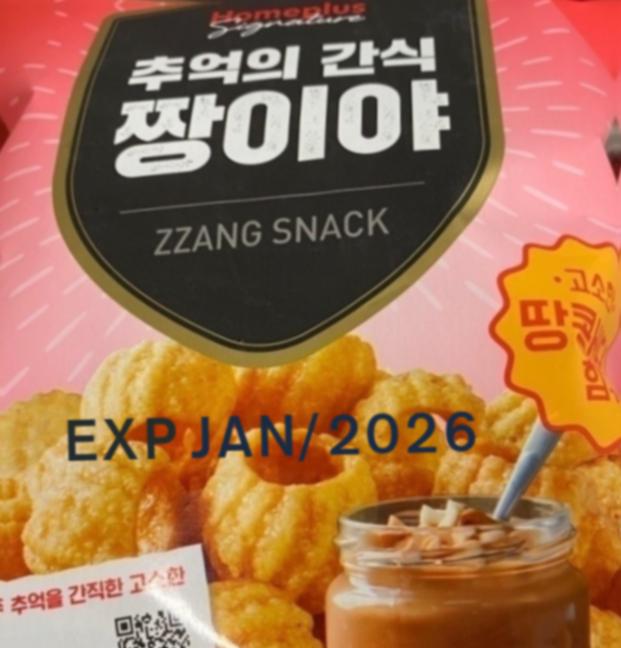 Homeplus
Signature
추억의 간식
짱이야
ZZANG SNACK
고소한
땅
EXP JAN/2026
추억을 간직한 고소한